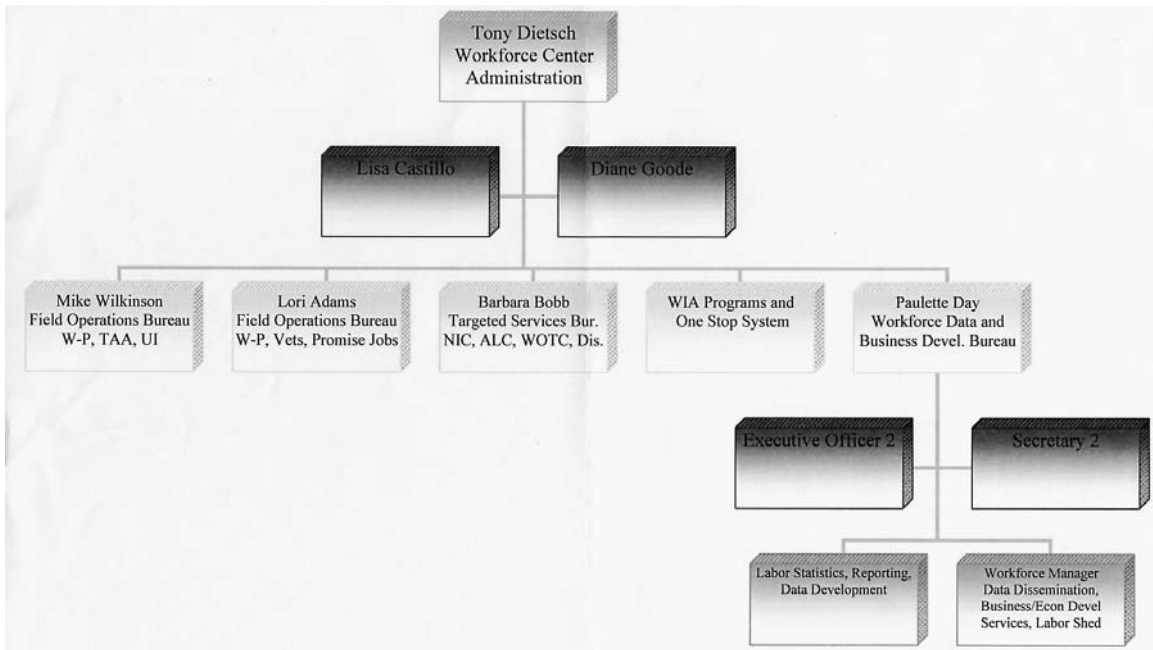 Tony Dietsch
Workforce Center
Administration
Lisa Castillo
Diane Goode
Mike Wilkinson
Field Operations Bureau
W-P, TAA, UI
Lori Adams
Field Operations Bureau
W-P, Vets, Promise Jobs
Barbara Bobb
Targeted Services Bur.
NIC, ALC, WOTC, Dis.
WIA Programs and
One Stop System
Paulette Day
Workforce Data and
Business Devel. Bureau
Executive Officer 2
Secretary 2
Labor Statistics, Reporting,
Data Development
Workforce Manager
Data Dissemination,
Business/Econ Devel
Services, Labor Shed